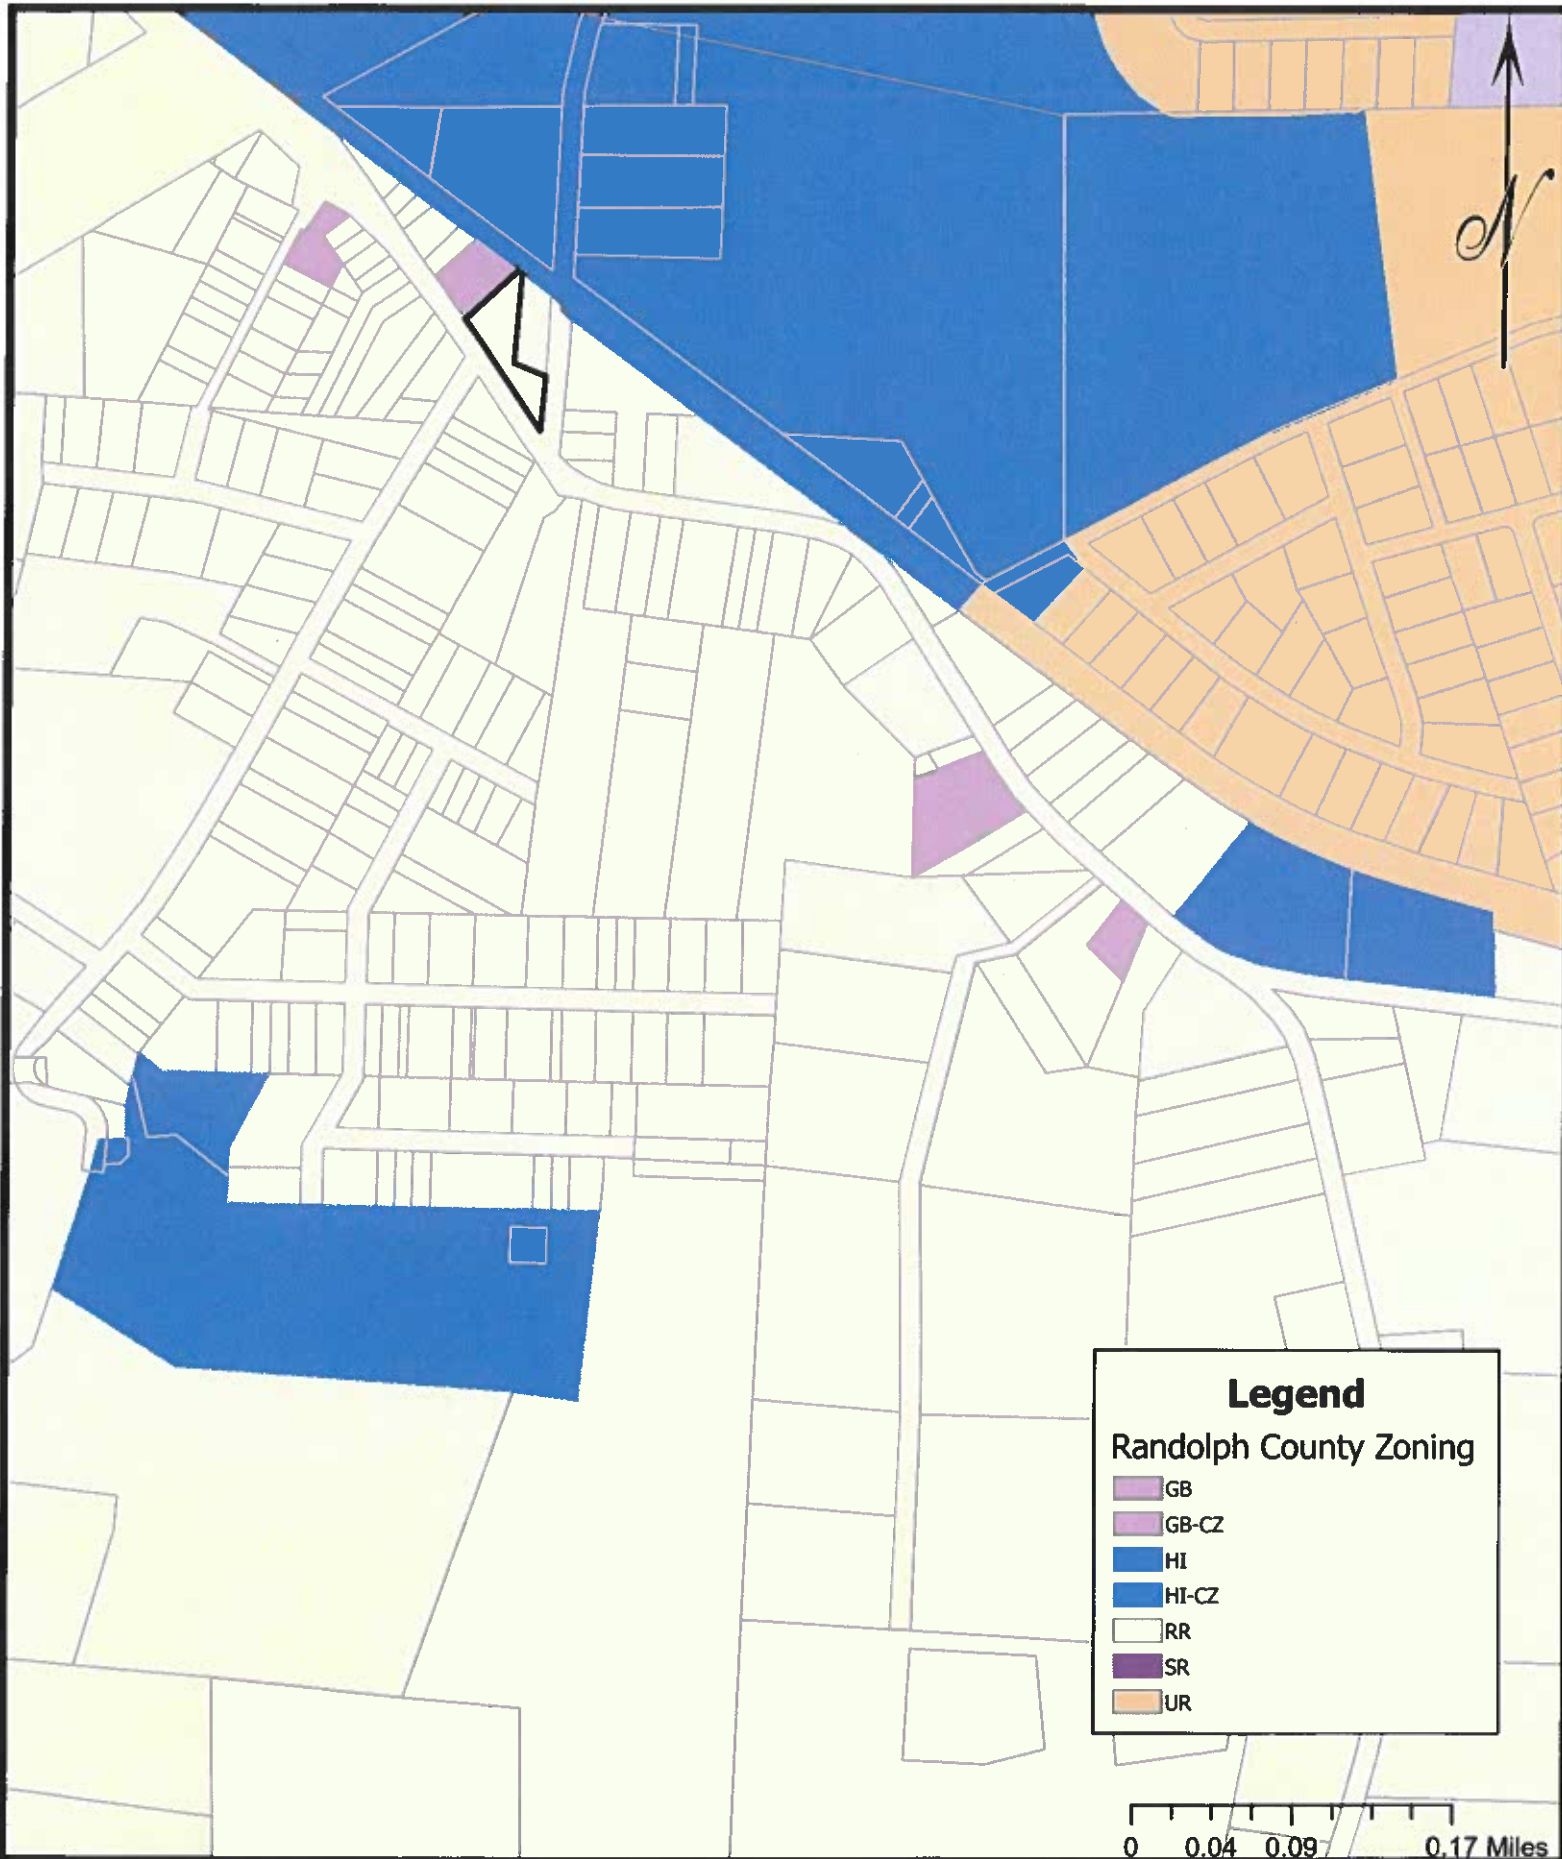 N
Legend
Randolph County Zoning
GB
GB-CZ
HI
HI-CZ
RR
SR
UR
0 0.04 0.09 0.17 Miles